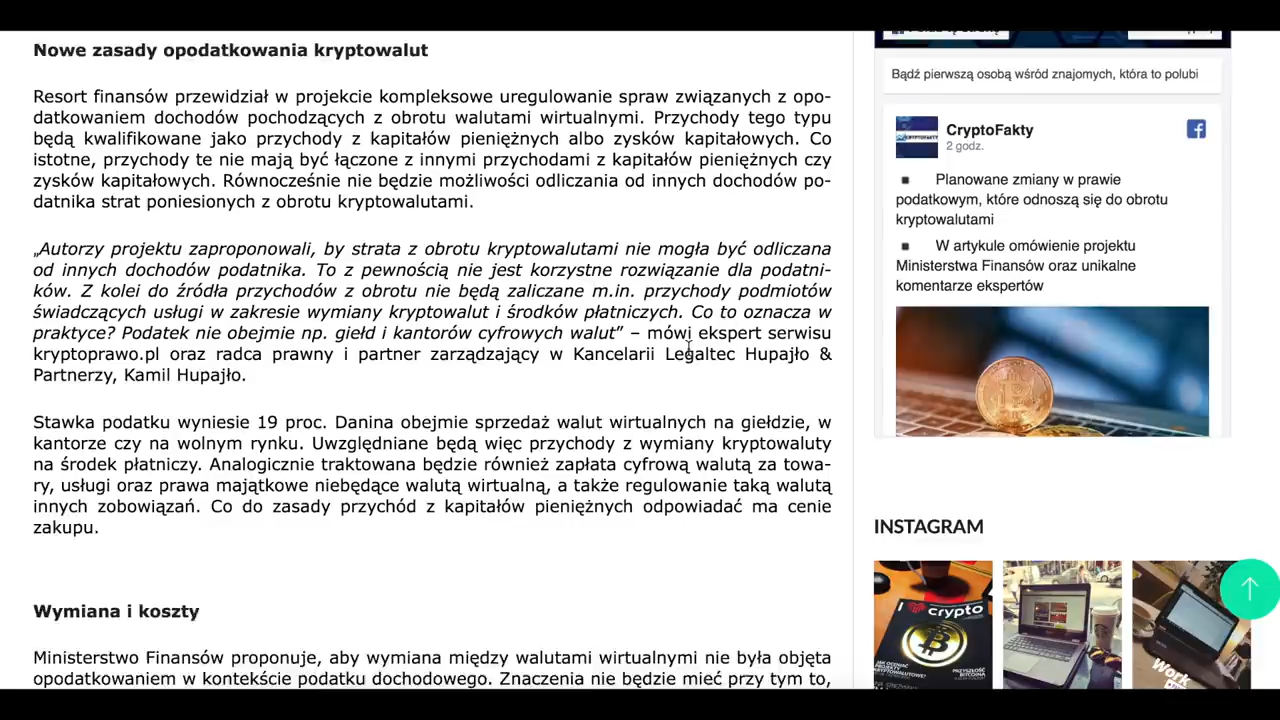 Nowe zasady opodatkowania kryptowalut
Resort finansów przewidział w projekcie kompleksowe uregulowanie spraw związanych z opo-
datkowaniem dochodów pochodzących z obrotu walutami wirtualnymi. Przychody tego typu
będą kwalifikowane jako przychody z kapitałów pieniężnych albo zysków kapitałowych. Co
istotne, przychody te nie mają być łączone z innymi przychodami z kapitałów pieniężnych czy
zysków kapitałowych. Równocześnie nie będzie możliwości odliczania od innych dochodów po-
datnika strat poniesionych z obrotu kryptowalutami.
„Autorzy projektu zaproponowali, by strata z obrotu kryptowalutami nie mogła być odliczana
od innych dochodów podatnika. To z pewnością nie jest korzystne rozwiązanie dla podatni-
ków. Z kolei do źródła przychodów z obrotu nie będą zaliczane m.in. przychody podmiotów
świadczących usługi w zakresie wymiany kryptowalut i środków płatniczych. Co to oznacza w
praktyce? Podatek nie obejmie np. giełd i kantorów cyfrowych walut” – mówi ekspert serwisu
kryptoprawo.pl oraz radca prawny i partner zarządzający w Kancelarii Legaltec Hupajło &
Partnerzy, Kamil Hupajło.
Stawka podatku wyniesie 19 proc. Danina obejmie sprzedaż walut wirtualnych na giełdzie, w
kantorze czy na wolnym rynku. Uwzględniane będą więc przychody z wymiany kryptowaluty
na środek płatniczy. Analogicznie traktowana będzie również zapłata cyfrową walutą za towa-
ry, usługi oraz prawa majątkowe niebędące walutą wirtualną, a także regulowanie taką walutą
innych zobowiązań. Co do zasady przychód z kapitałów pieniężnych odpowiadać ma cenie
zakupu.
Wymiana i koszty
Ministerstwo Finansów proponuje, aby wymiana między walutami wirtualnymi nie była objęta
opodatkowaniem w kontekście podatku dochodowego. Znaczenia nie będzie mieć przy tym to,
Bądź pierwszą osobą wśród znajomych, która to polubi
CRYPTOFAKTY
CryptoFakty
2 godz.
Planowane zmiany w prawie
podatkowym, które odnoszą się do obrotu
kryptowalutami
W artykule omówienie projektu
Ministerstwa Finansów oraz unikalne
komentarze ekspertów
INSTAGRAM
crypto
JAK OCENIAĆ
PROJEKTY
KRYPTOWALUTOWE?
PRZYSZŁOŚĆ
BITCOINA
Work